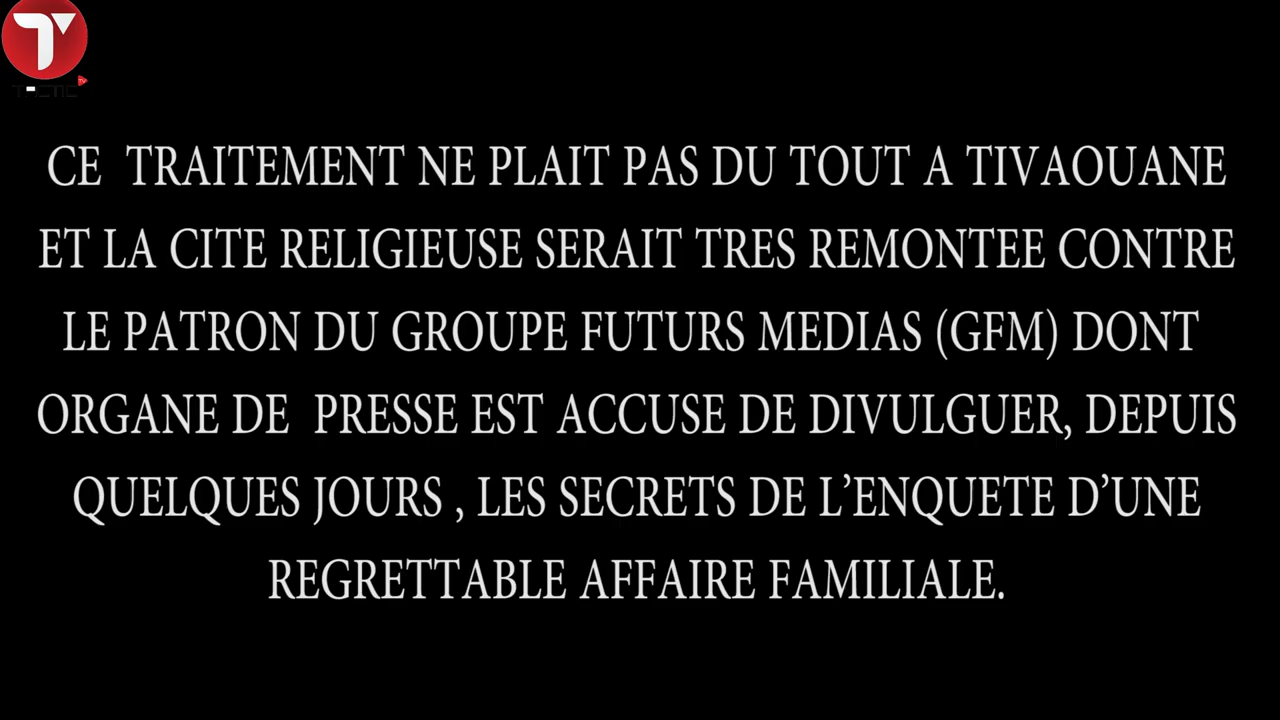 CE TRAITEMENT NE PLAIT PAS DU TOUT A TIVAOUANE
ET LA CITE RELIGIEUSE SERAIT TRES REMONTEE CONTRE
LE PATRON DU GROUPE FUTURS MEDIAS (GFM) DONT
ORGANE DE PRESSE EST ACCUSE DE DIVULGUER, DEPUIS
QUELQUES JOURS , LES SECRETS DE L’ENQUETE D’UNE
REGRETTABLE AFFAIRE FAMILIALE.